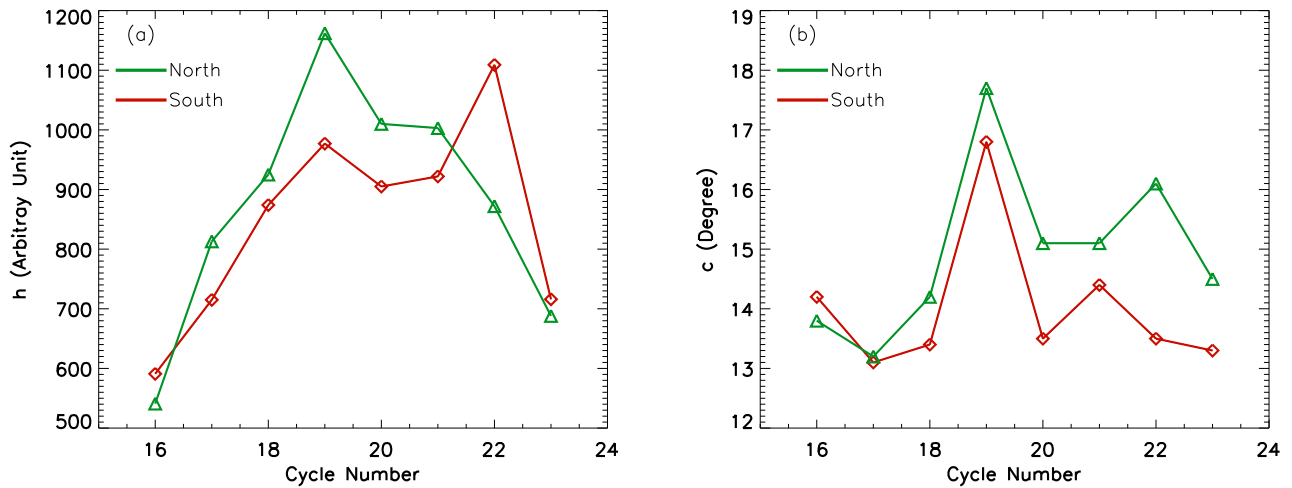 (a)
North
South
1200
1100
1000
900
800
700
600
500
h (Arbitray Unit)
16 18 20 22 24
Cycle Number
(b)
North
South
19
18
17
16
15
14
13
12
c (Degree)
16 18 20 22 24
Cycle Number